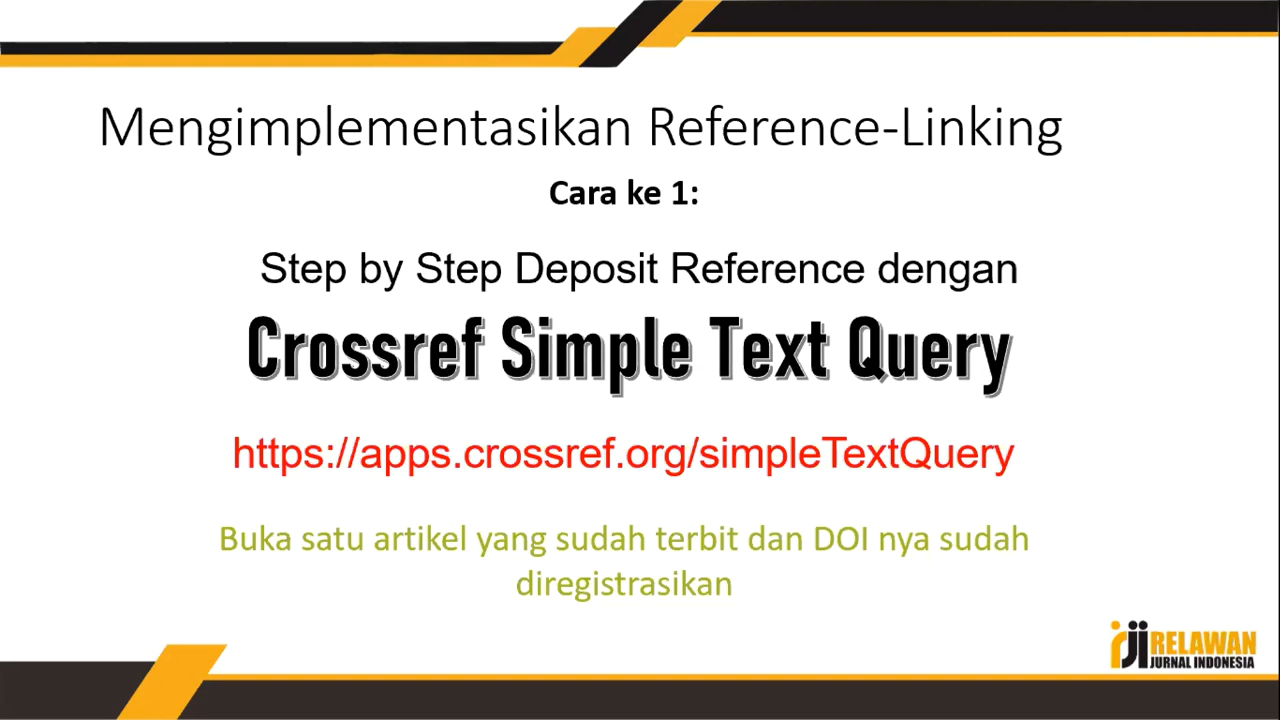 Mengimplementasikan Reference-Linking
Cara ke 1:
Step by Step Deposit Reference dengan
Crossref Simple Text Query
https://apps.crossref.org/simpleTextQuery
Buka satu artikel yang sudah terbit dan DOI nya sudah
diregistrasikan
rji RELAWAN
JURNAL INDONESIA